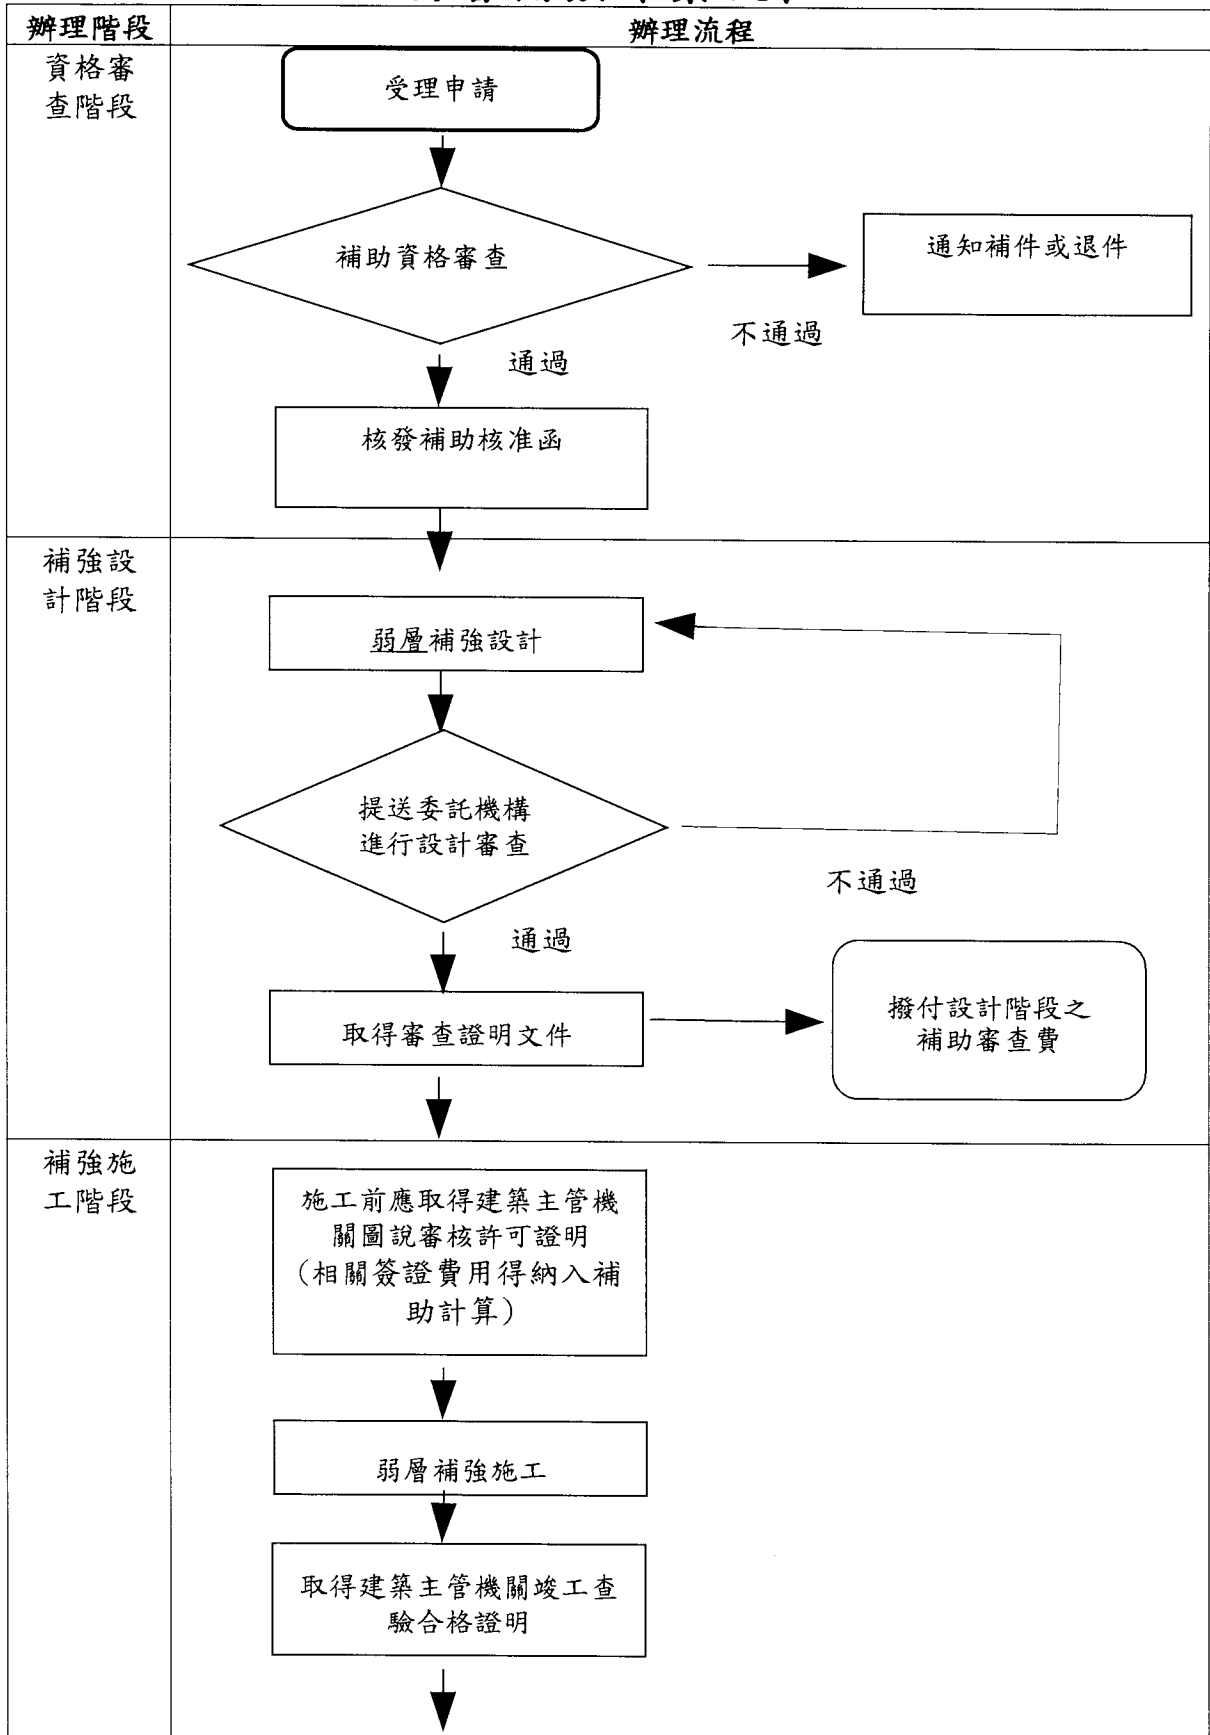 辦理階段
辦理流程
資格審
查階段
受理申請
補助資格審查
通知補件或退件
不通過
通過
核發補助核准函
補強設
計階段
弱層補強設計
提送委託機構
進行設計審查
不通過
通過
取得審查證明文件
撥付設計階段之
補助審查費
補強施
工階段
施工前應取得建築主管機
關圖說審核許可證明
（相關簽證費用得納入補
助計算）
弱層補強施工
取得建築主管機關竣工查
驗合格證明